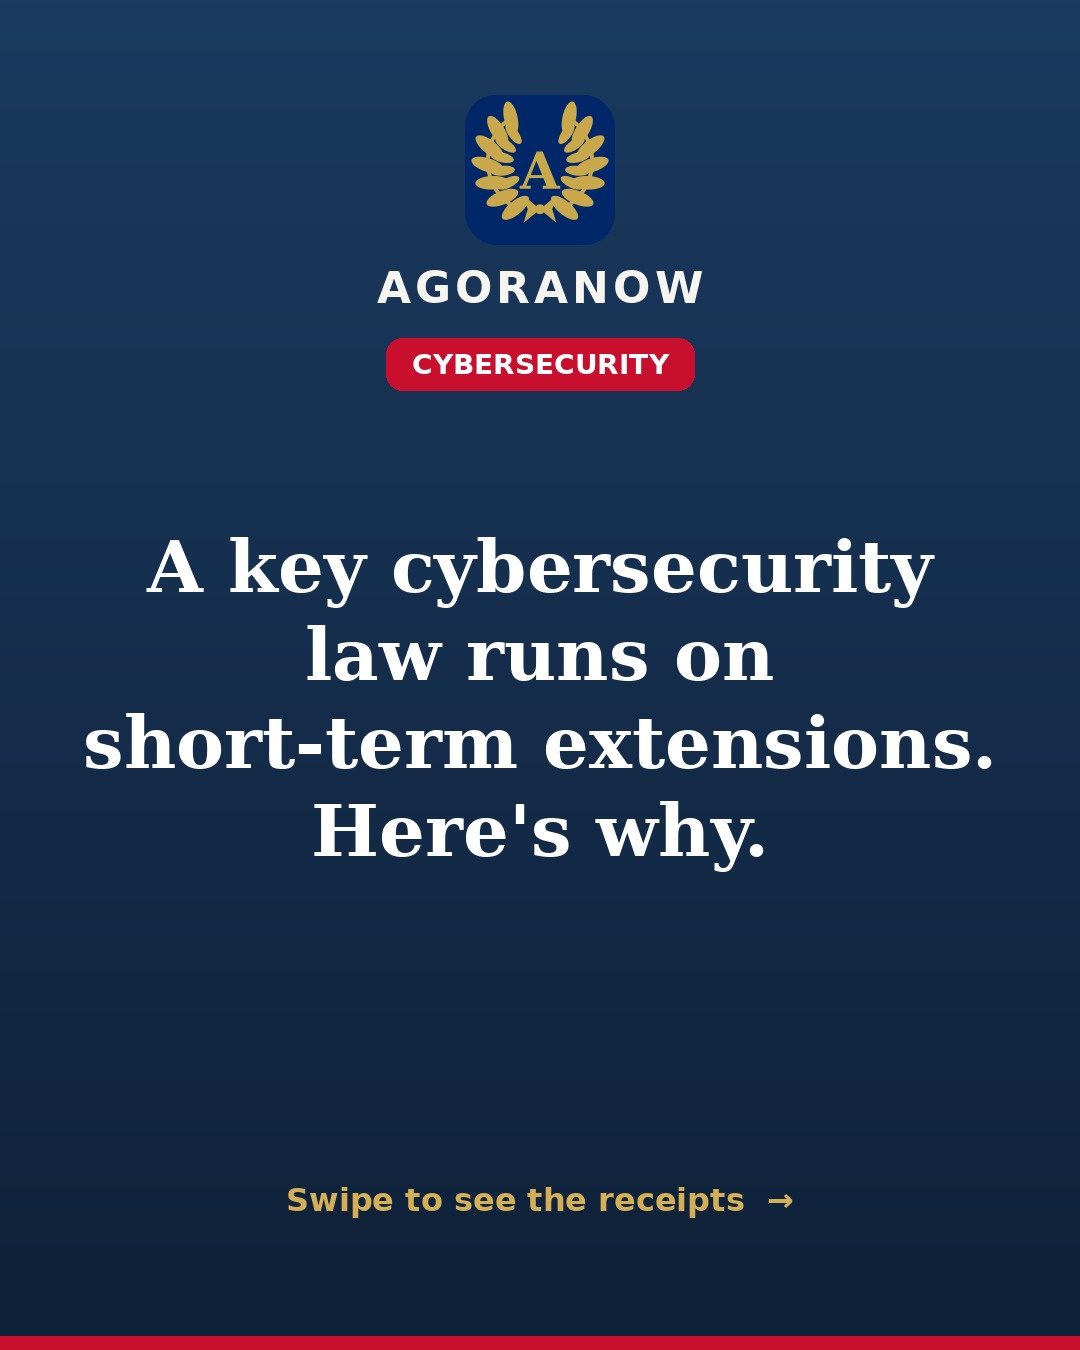 A
AGORANOW
CYBERSECURITY
A key cybersecurity
law runs on
short-term extensions.
Here's why.
Swipe to see the receipts →